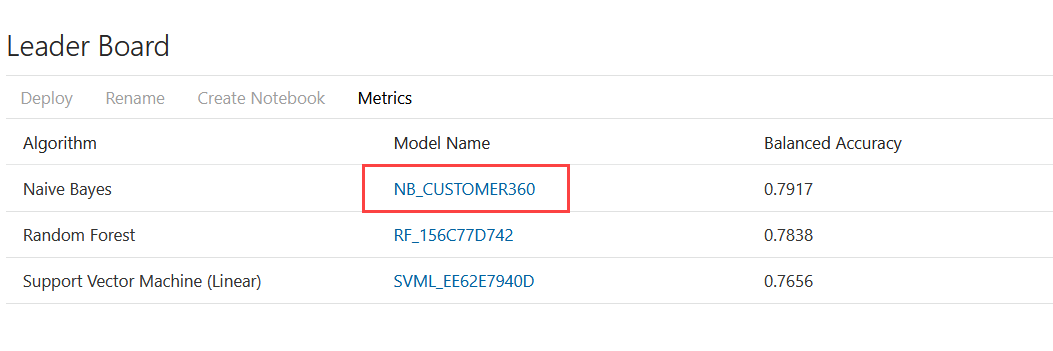 Leader Board
Deploy Rename Create Notebook Metrics
Algorithm Model Name Balanced Accuracy
Naive Bayes NB_CUSTOMER360 0.7917
Random Forest RF_156C77D742 0.7838
Support Vector Machine (Linear) SVML_EE62E7940D 0.7656